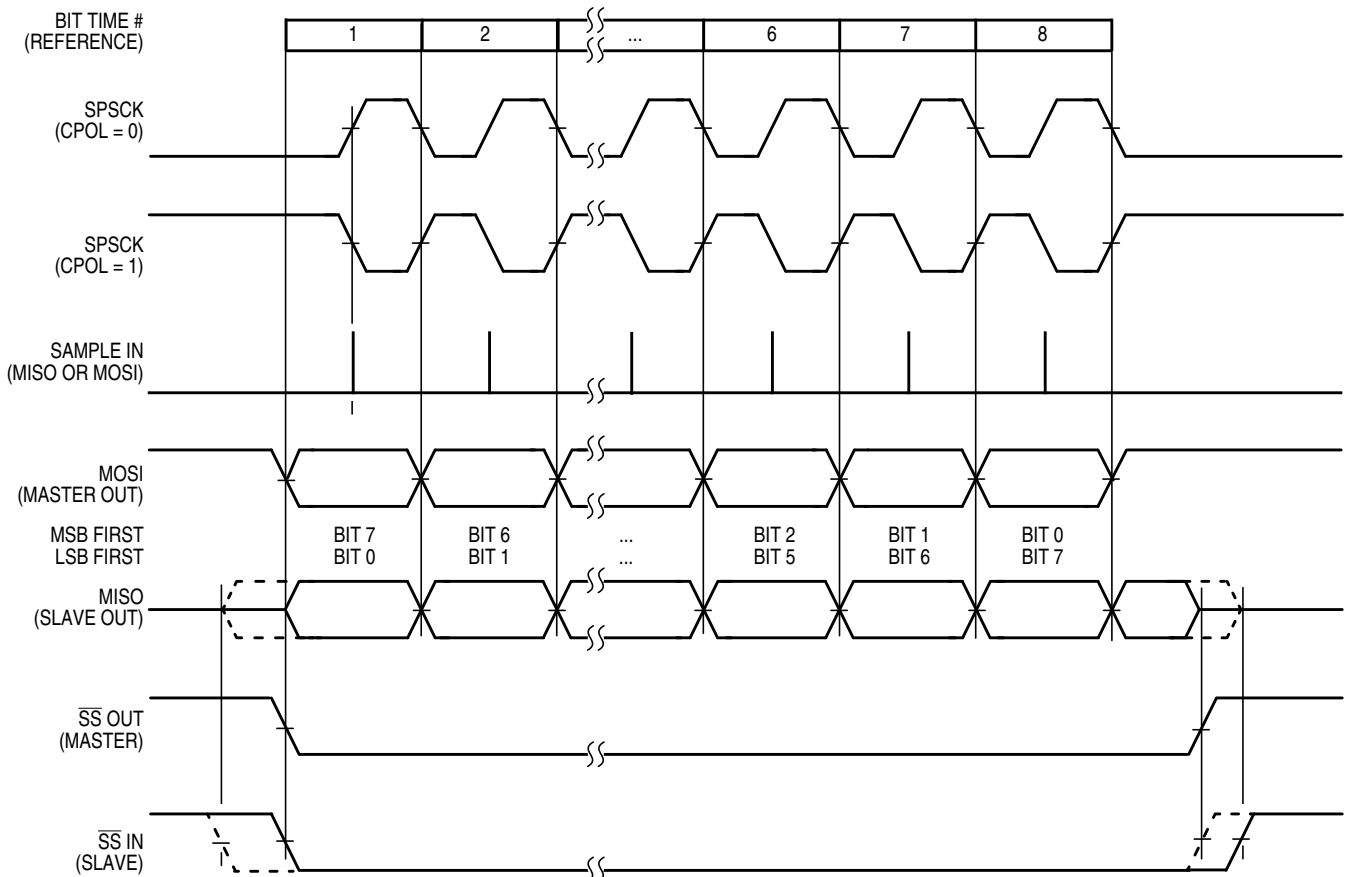 BIT TIME #
(REFERENCE)
1 2 ... 6 7 8
SPSCK
(CPOL = 0)
SPSCK
(CPOL = 1)
SAMPLE IN
(MISO OR MOSI)
MOSI
(MASTER OUT)
MSB FIRST BIT 7 BIT 6 ... BIT 2 BIT 1 BIT 0
LSB FIRST BIT 0 BIT 1 ... BIT 5 BIT 6 BIT 7
MISO
(SLAVE OUT)
S̅S̅ OUT
(MASTER)
S̅S̅ IN
(SLAVE)